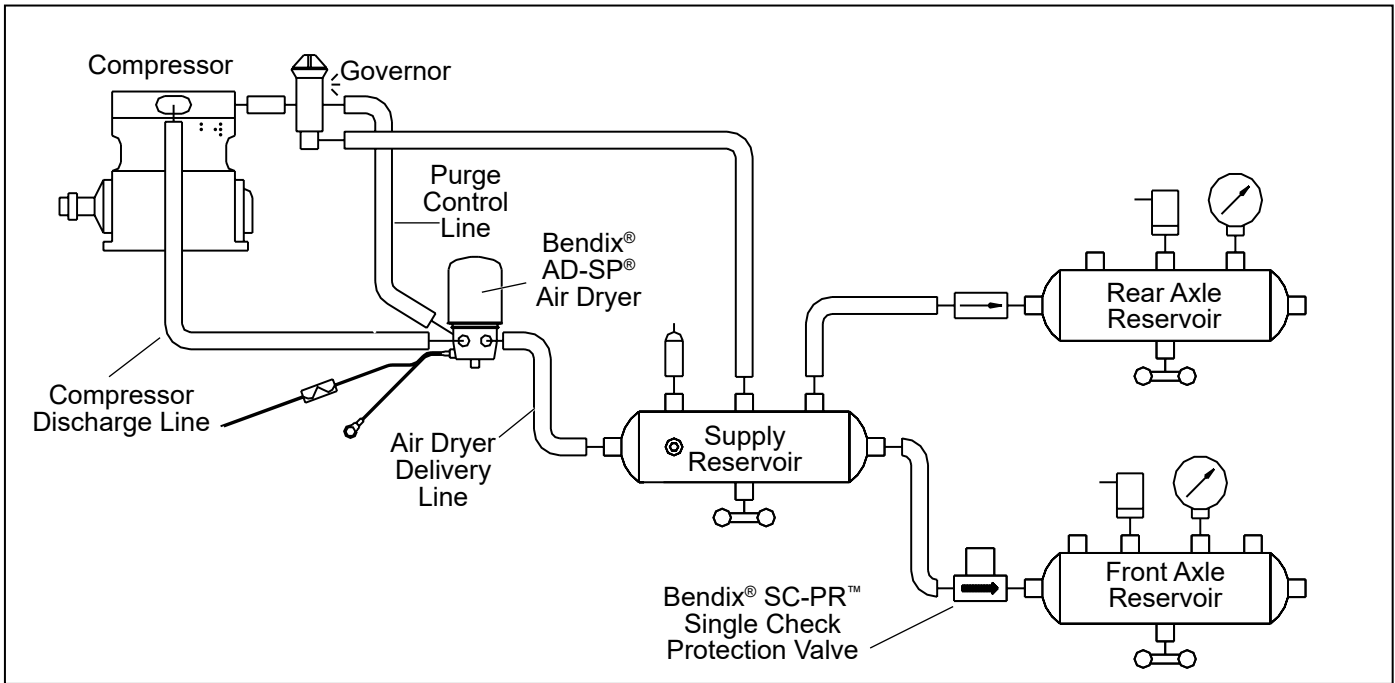 Compressor
Governor
Purge
Control
Line
Bendix®
AD-SP®
Air Dryer
Rear Axle
Reservoir
Compressor
Discharge Line
Air Dryer
Delivery
Line
Supply
Reservoir
Bendix® SC-PR™
Single Check
Protection Valve
Front Axle
Reservoir